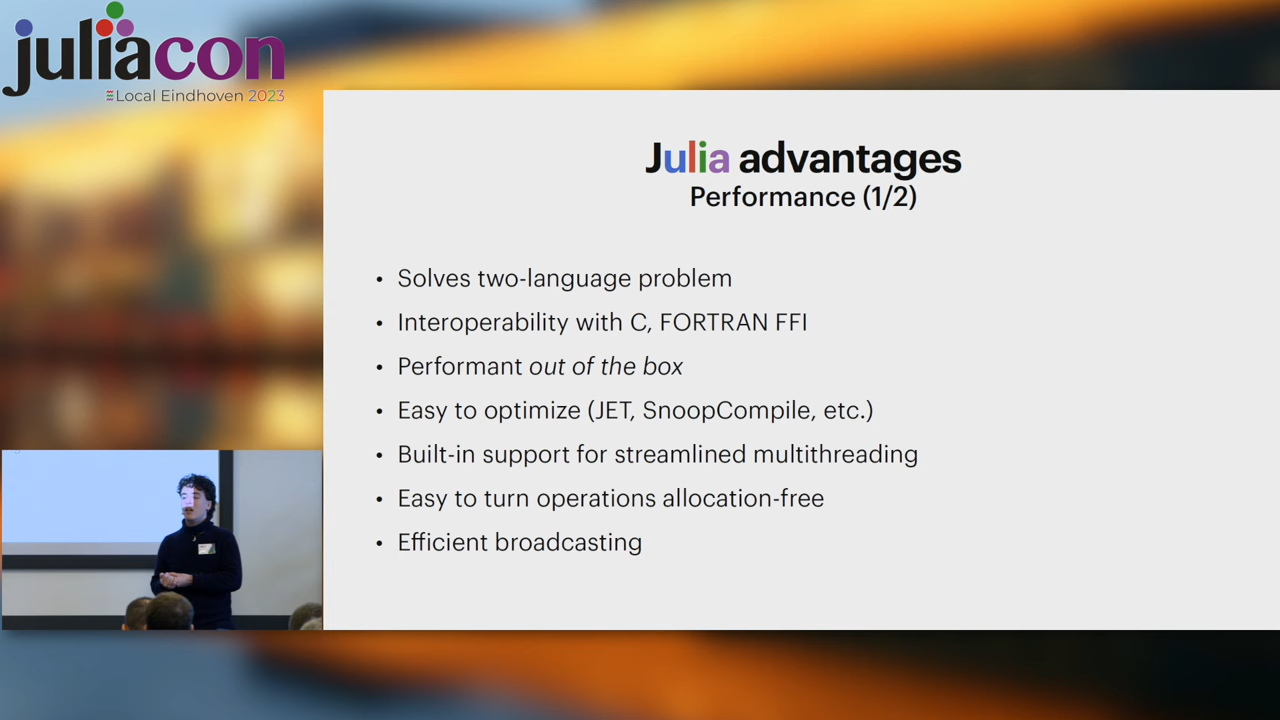 juliacon
Local Eindhoven 2023
Julia advantages
Performance (1/2)
• Solves two-language problem
• Interoperability with C, FORTRAN FFI
• Performant out of the box
• Easy to optimize (JET, SnoopCompile, etc.)
• Built-in support for streamlined multithreading
• Easy to turn operations allocation-free
• Efficient broadcasting